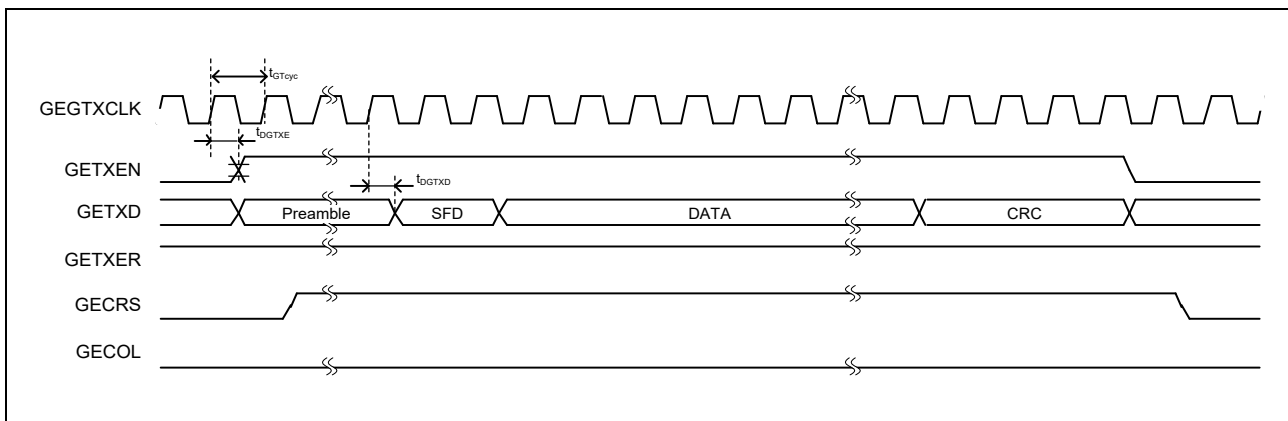 tGTcyc
GEGTXCLK
tDGTXE
GETXEN
tDGTXD
GETXD Preamble SFD DATA CRC
GETXER
GECRS
GECOL